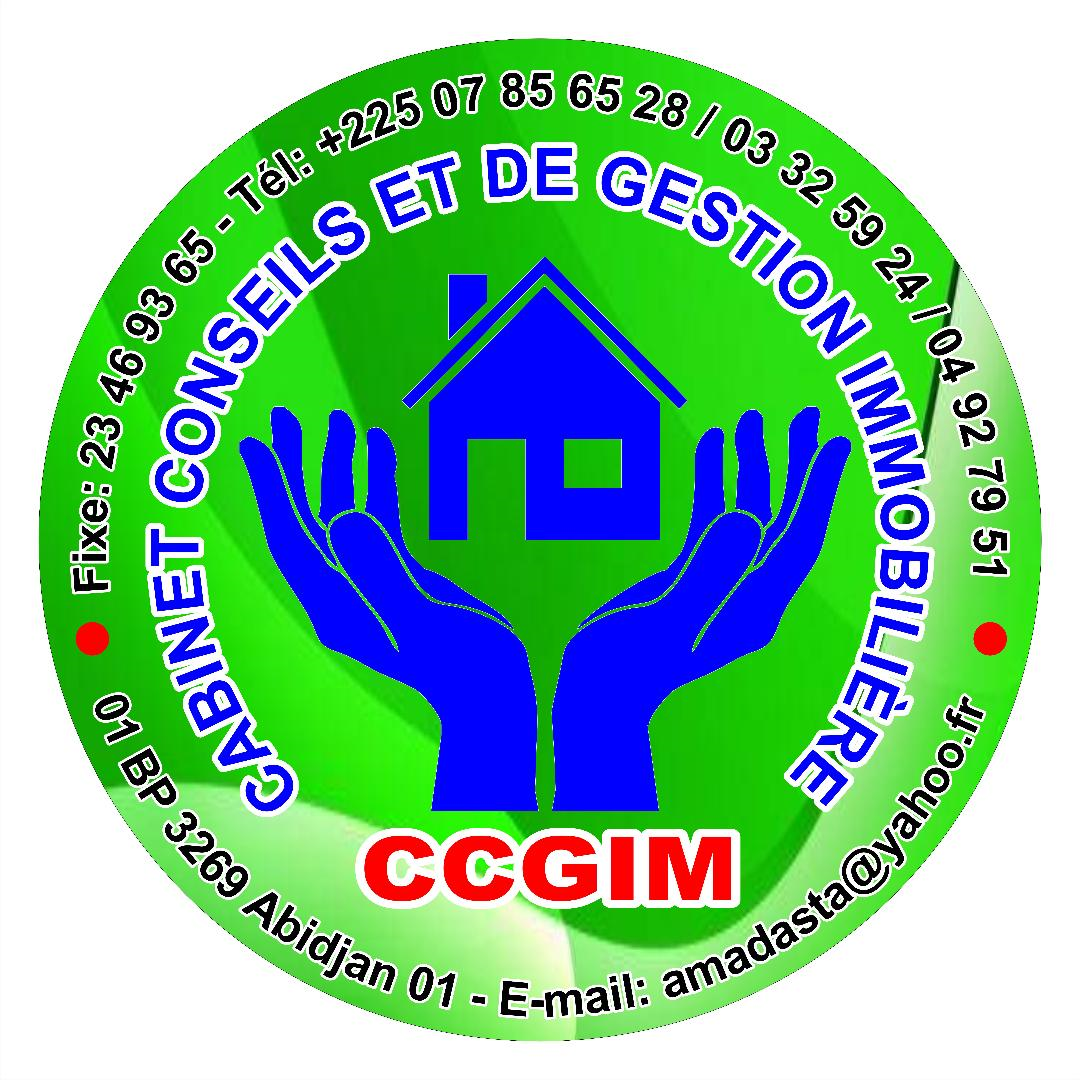 Fixe: 23 46 93 65 - Tél: +225 07 85 65 28 / 03 32 59 24 / 04 92 79 51
CABINET CONSEILS ET DE GESTION IMMOBILIÈRE
CCGIM
01 BP 3269 Abidjan 01 - E-mail: amadasta@yahoo.fr